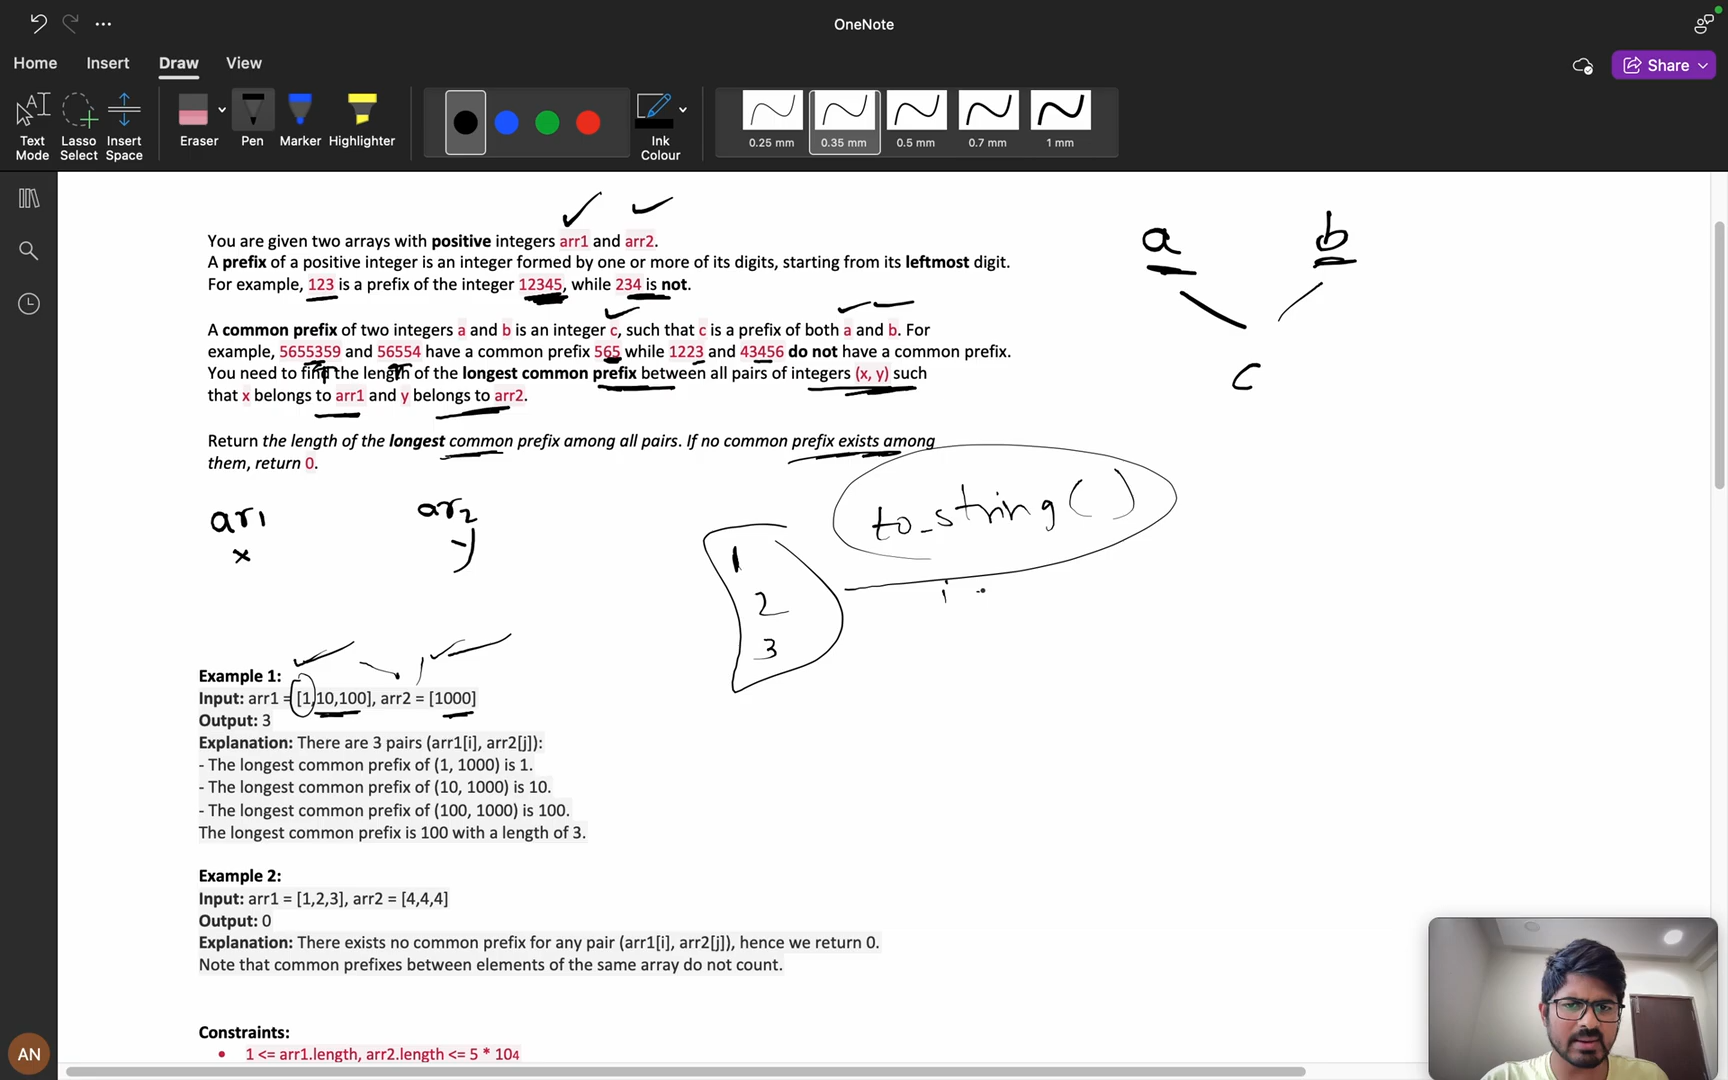 OneNote
Home Insert Draw View
Share
Text Mode
Lasso Select
Insert Space
Eraser
Pen
Marker
Highlighter
Ink Colour
0.25 mm
0.35 mm
0.5 mm
0.7 mm
1 mm
You are given two arrays with positive integers arr1 and arr2.
A prefix of a positive integer is an integer formed by one or more of its digits, starting from its leftmost digit.
For example, 123 is a prefix of the integer 12345, while 234 is not.
A common prefix of two integers a and b is an integer c, such that c is a prefix of both a and b. For
example, 5655359 and 56554 have a common prefix 565 while 1223 and 43456 do not have a common prefix.
You need to find the length of the longest common prefix between all pairs of integers (x, y) such
that x belongs to arr1 and y belongs to arr2.
Return the length of the longest common prefix among all pairs. If no common prefix exists among
them, return 0.
a b
c
ar1 ar2
x y
to_string()
1
2
3
Example 1:
Input: arr1 = [1,10,100], arr2 = [1000]
Output: 3
Explanation: There are 3 pairs (arr1[i], arr2[j]):
- The longest common prefix of (1, 1000) is 1.
- The longest common prefix of (10, 1000) is 10.
- The longest common prefix of (100, 1000) is 100.
The longest common prefix is 100 with a length of 3.
Example 2:
Input: arr1 = [1,2,3], arr2 = [4,4,4]
Output: 0
Explanation: There exists no common prefix for any pair (arr1[i], arr2[j]), hence we return 0.
Note that common prefixes between elements of the same array do not count.
Constraints:
• 1 <= arr1.length, arr2.length <= 5 * 104
AN